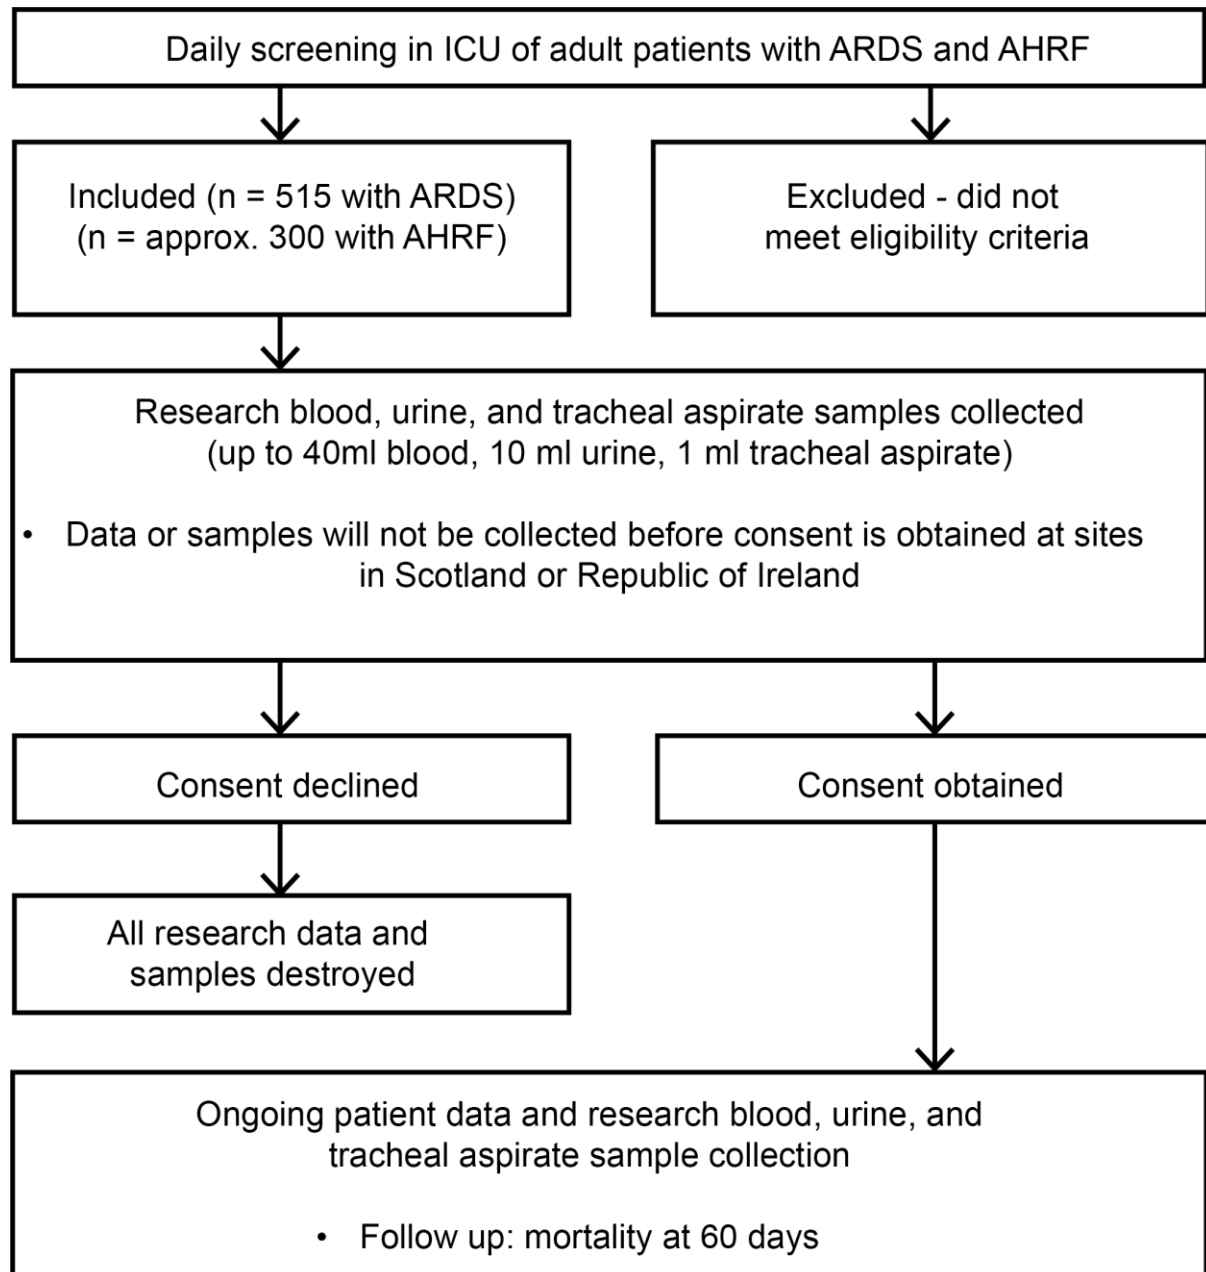 Daily screening in ICU of adult patients with ARDS and AHRF
Included (n = 515 with ARDS)
(n = approx. 300 with AHRF)
Excluded - did not
meet eligibility criteria
Research blood, urine, and tracheal aspirate samples collected
(up to 40ml blood, 10 ml urine, 1 ml tracheal aspirate)
• Data or samples will not be collected before consent is obtained at sites
in Scotland or Republic of Ireland
Consent declined
Consent obtained
All research data and
samples destroyed
Ongoing patient data and research blood, urine, and
tracheal aspirate sample collection
• Follow up: mortality at 60 days